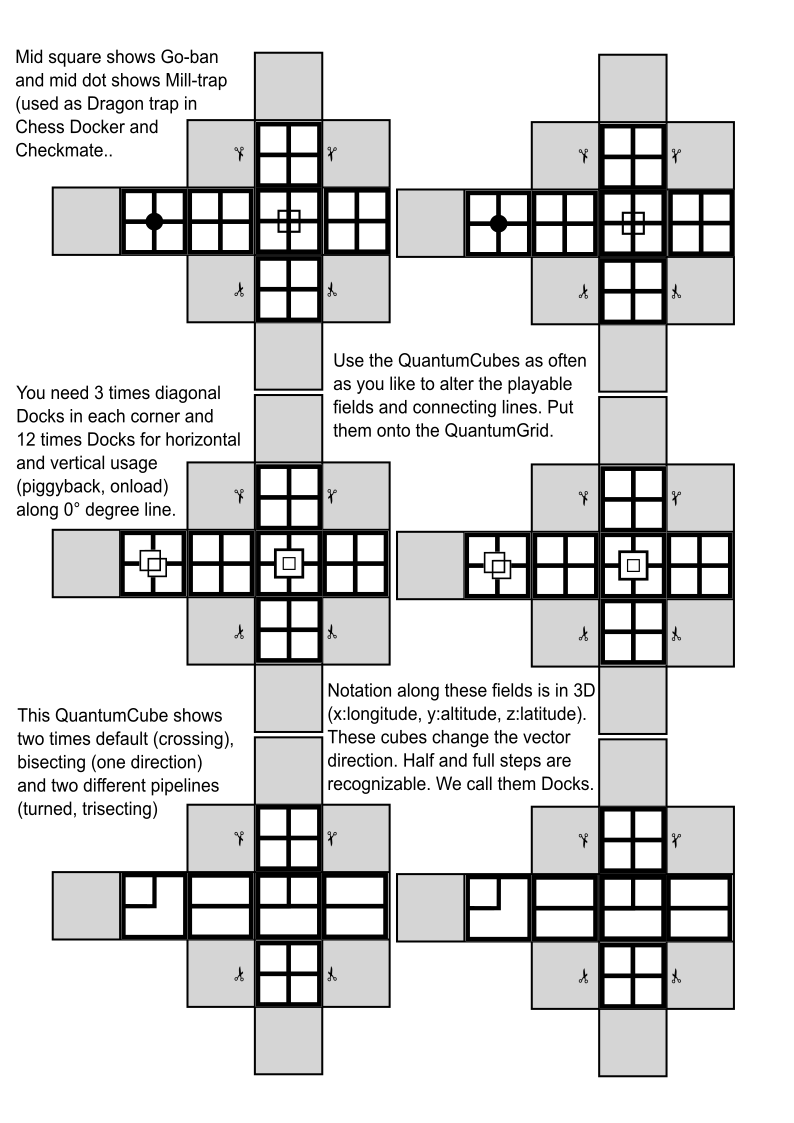 Mid square shows Go-ban
and mid dot shows Mill-trap
(used as Dragon trap in
Chess Docker and
Checkmate..
Use the QuantumCubes as often
as you like to alter the playable
fields and connecting lines. Put
them onto the QuantumGrid.
You need 3 times diagonal
Docks in each corner and
12 times Docks for horizontal
and vertical usage
(piggyback, onload)
along 0° degree line.
Notation along these fields is in 3D
(x:longitude, y:altitude, z:latitude).
These cubes change the vector
direction. Half and full steps are
recognizable. We call them Docks.
This QuantumCube shows
two times default (crossing),
bisecting (one direction)
and two different pipelines
(turned, trisecting)